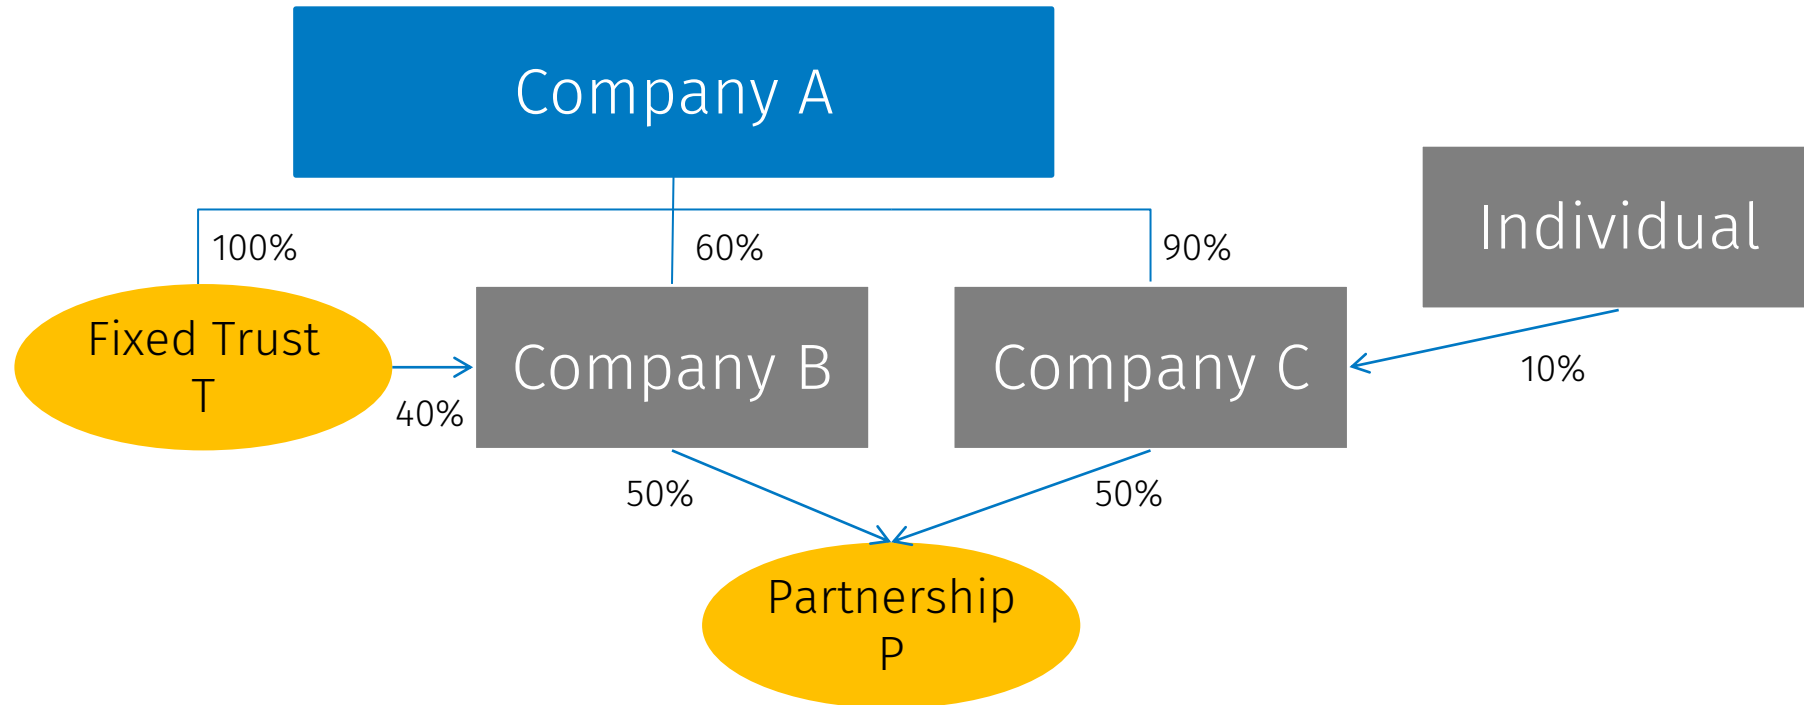 Company A
Individual
100%
60%
90%
Fixed Trust
T
Company B
Company C
40%
10%
50%
50%
Partnership
P